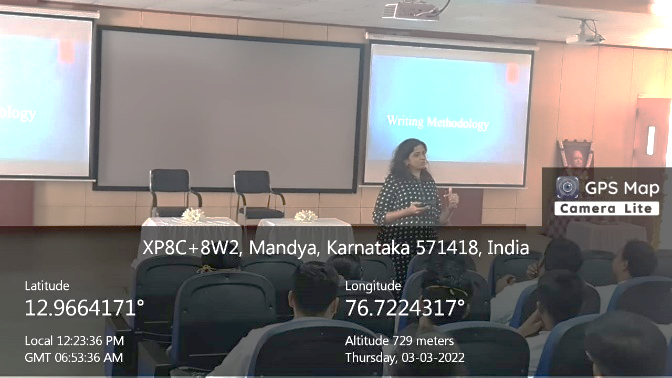 ology
Writing Methodology
GPS Map
Camera Lite
XP8C+8W2, Mandya, Karnataka 571418, India
Latitude
12.9664171°
Longitude
76.7224317°
Local 12:23:36 PM
GMT 06:53:36 AM
Altitude 729 meters
Thursday, 03-03-2022